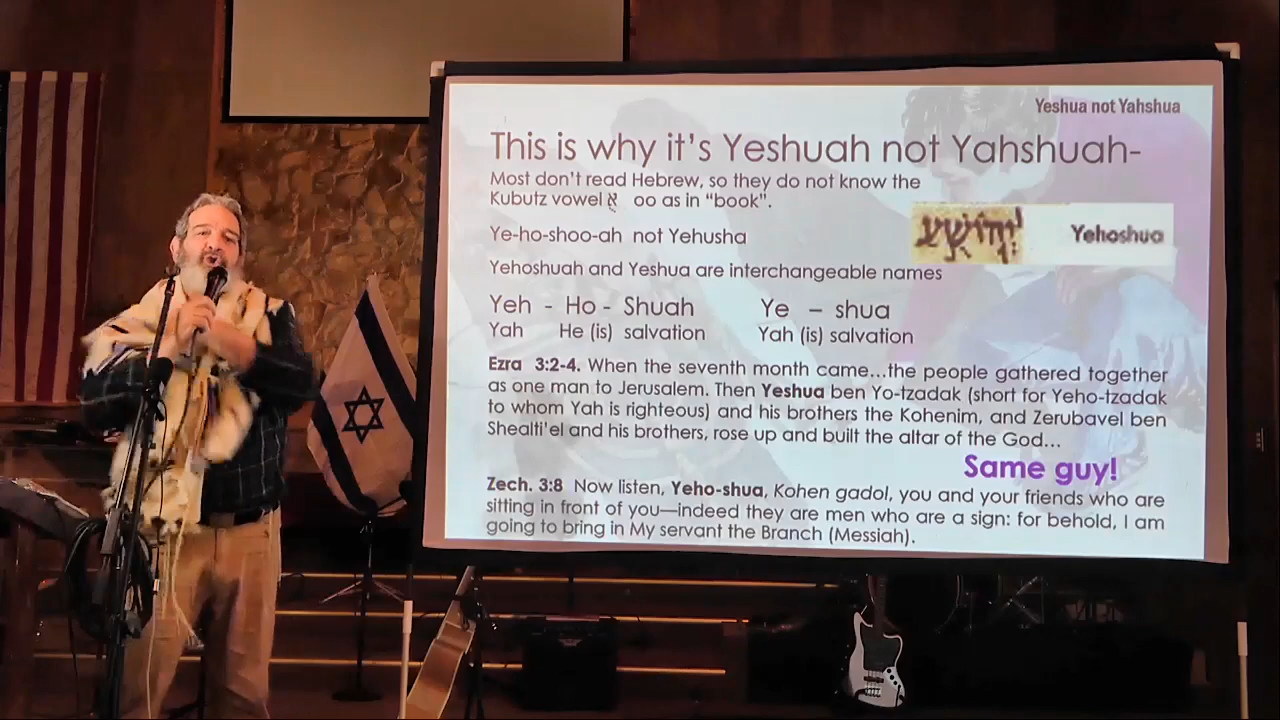 Yeshua not Yahshua
This is why it's Yeshuah not Yahshuah-
Most don't read Hebrew, so they do not know the
Kubutz vowel אֻ oo as in "book".
יְהוֹשֻׁעַ Yehoshua
Ye-ho-shoo-ah not Yehusha
Yehoshuah and Yeshua are interchangeable names
Yeh - Ho - Shuah Ye – shua
Yah He (is) salvation Yah (is) salvation
Ezra 3:2-4. When the seventh month came...the people gathered together
as one man to Jerusalem. Then Yeshua ben Yo-tzadak (short for Yeho-tzadak
to whom Yah is righteous) and his brothers the Kohenim, and Zerubavel ben
Shealti'el and his brothers, rose up and built the altar of the God...
Same guy!
Zech. 3:8 Now listen, Yeho-shua, Kohen gadol, you and your friends who are
sitting in front of you—indeed they are men who are a sign: for behold, I am
going to bring in My servant the Branch (Messiah).